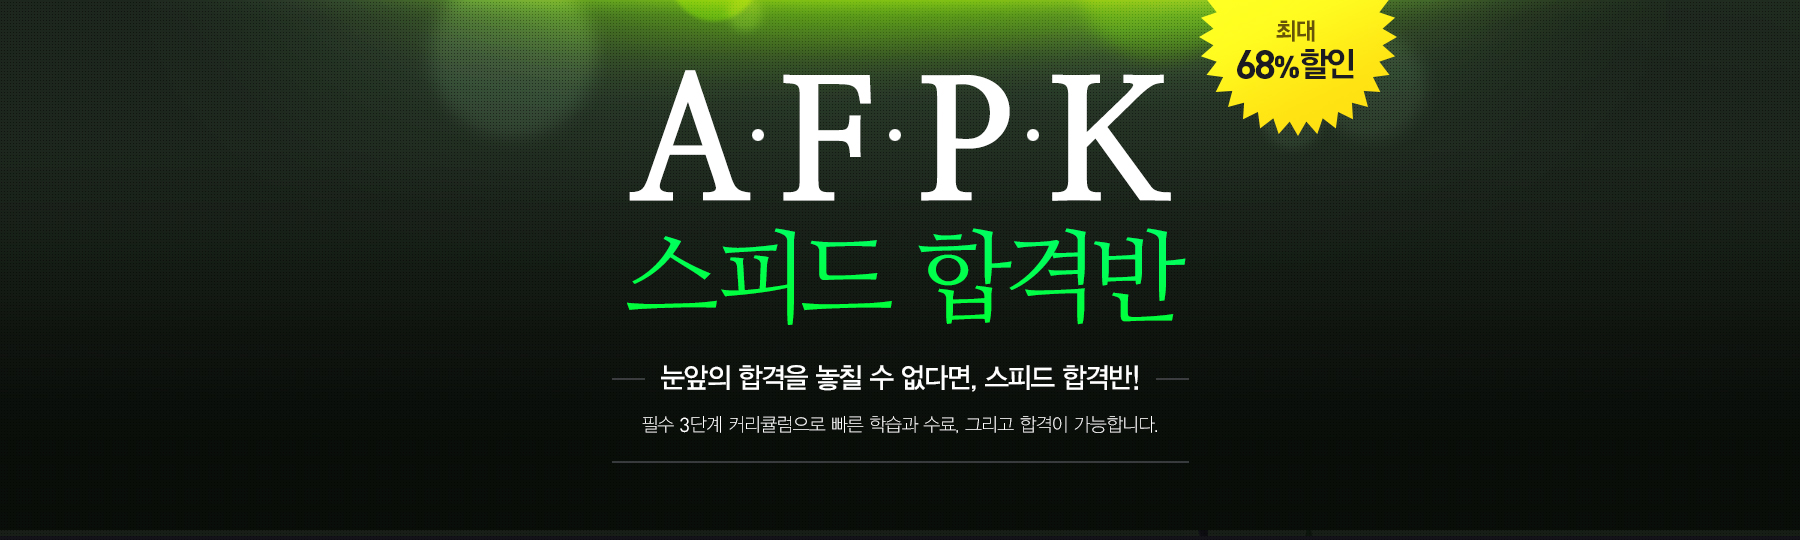 최대
68% 할인
A·F·P·K
스피드 합격반
눈앞의 합격을 놓칠 수 없다면, 스피드 합격반!
필수 3단계 커리큘럼으로 빠른 학습과 수료, 그리고 합격이 가능합니다.